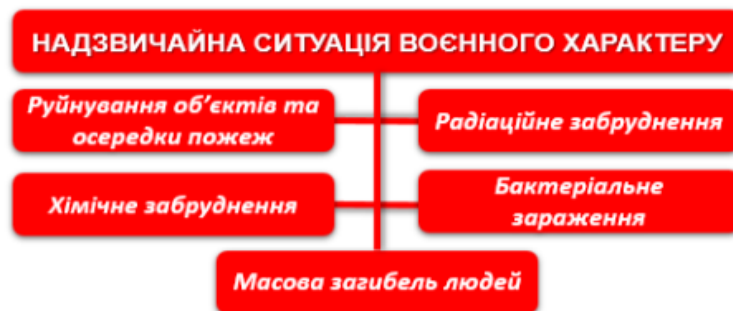 НАДЗВИЧАЙНА СИТУАЦІЯ ВОЄННОГО ХАРАКТЕРУ
Руйнування об’єктів та
осередки пожеж
Радіаційне забруднення
Хімічне забруднення
Бактеріальне
зараження
Масова загибель людей